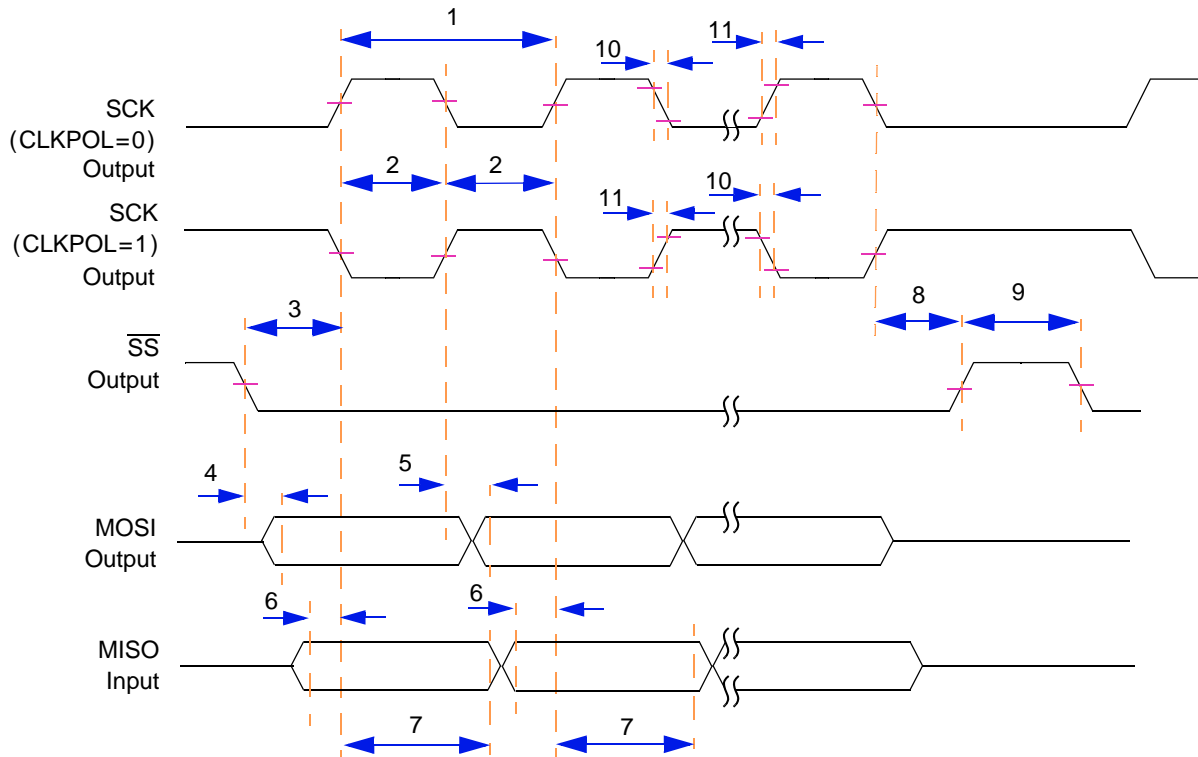 1
10
11
SCK
(CLKPOL=0)
Output
2
2
SCK
(CLKPOL=1)
Output
11
10
3
8
9
SS
Output
4
5
MOSI
Output
6
6
MISO
Input
7
7